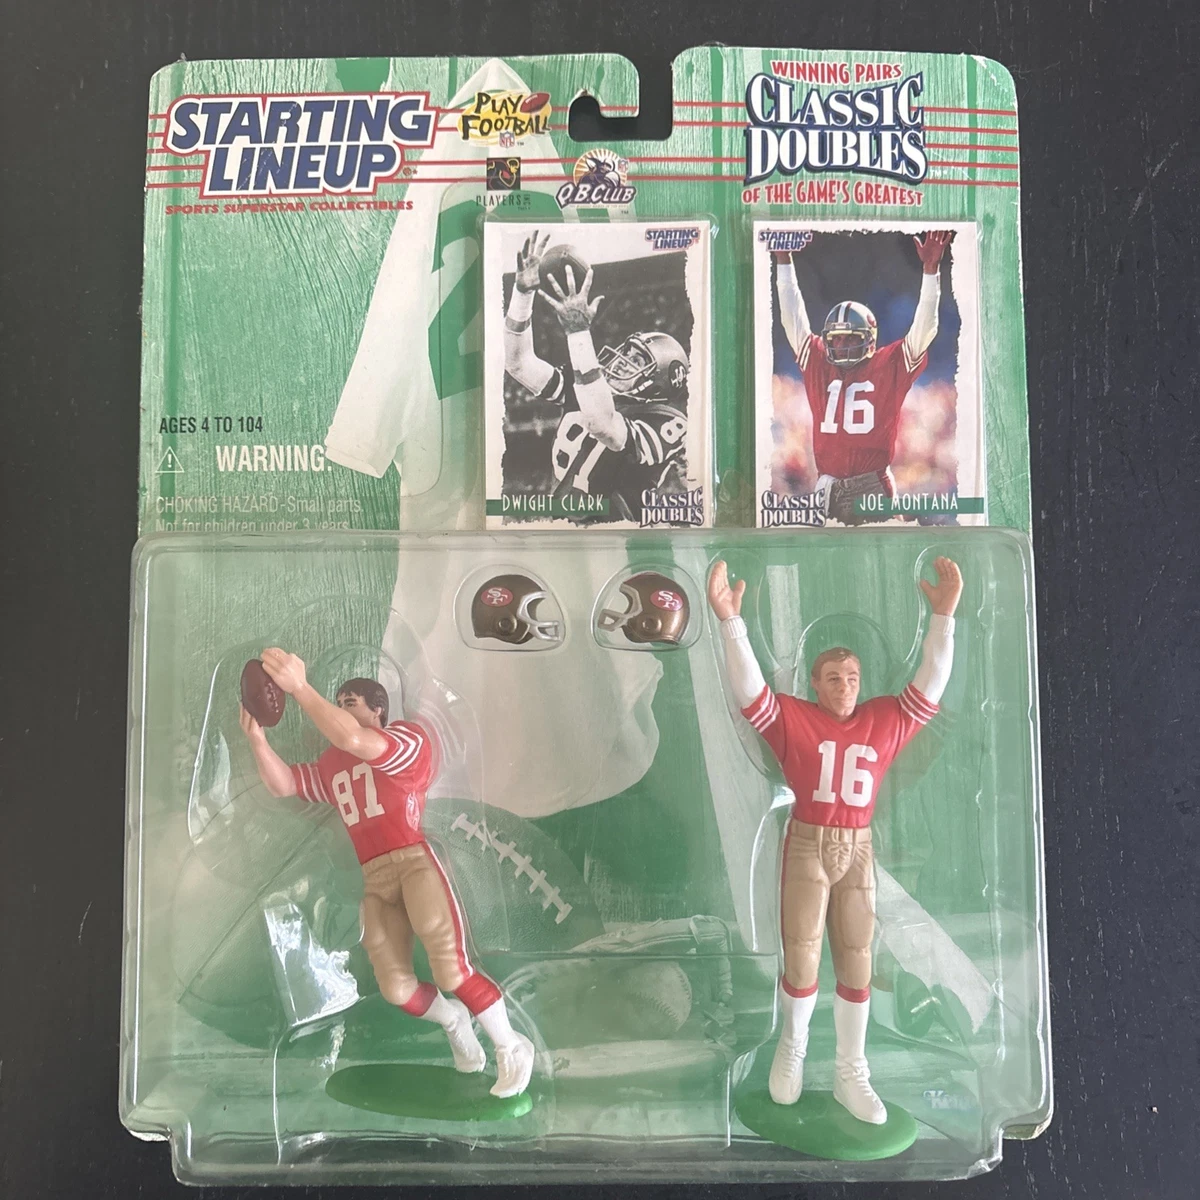 STARTING
LINEUP
SPORTS SUPERSTAR COLLECTIBLES
PLAY
FOOTBALL
NFL
PLAYERS
Q.B. CLUB
WINNING PAIRS
CLASSIC
DOUBLES
OF THE GAME'S GREATEST
STARTING
LINEUP
87
DWIGHT CLARK
CLASSIC
DOUBLES
STARTING
LINEUP
16
CLASSIC
DOUBLES
JOE MONTANA
AGES 4 TO 104
WARNING:
CHOKING HAZARD-Small parts.
Not for children under 3 years
SF
SF
87
16